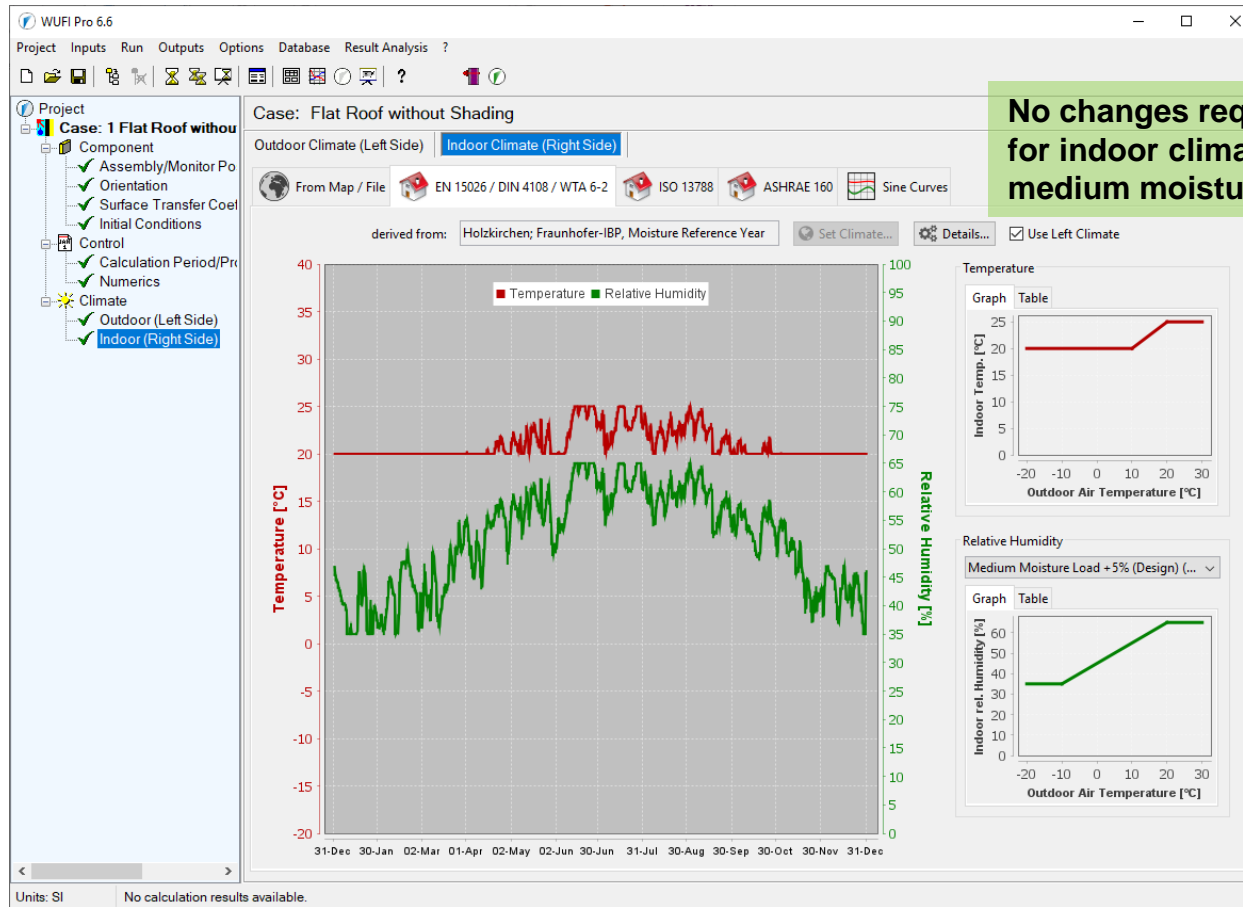 WUFI Pro 6.6
Project Inputs Run Outputs Options Database Result Analysis ?
No changes req
for indoor clima
medium moistu
Project
Case: 1 Flat Roof withou
Component
Assembly/Monitor Po
Orientation
Surface Transfer Coef
Initial Conditions
Control
Calculation Period/Pr
Numerics
Climate
Outdoor (Left Side)
Indoor (Right Side)
Case: Flat Roof without Shading
Outdoor Climate (Left Side) Indoor Climate (Right Side)
From Map / File EN 15026 / DIN 4108 / WTA 6-2 ISO 13788 ASHRAE 160 Sine Curves
derived from: Holzkirchen; Fraunhofer-IBP, Moisture Reference Year Set Climate... Details... Use Left Climate
Temperature Relative Humidity
Temperature [°C]
40
35
30
25
20
15
10
5
0
-5
-10
-15
-20
Relative Humidity [%]
100
95
90
85
80
75
70
65
60
55
50
45
40
35
30
25
20
15
10
5
0
31-Dec 30-Jan 02-Mar 01-Apr 02-May 02-Jun 30-Jun 31-Jul 30-Aug 30-Sep 30-Oct 30-Nov 31-Dec
Temperature
Graph Table
Indoor Temp. [°C]
25
20
15
10
5
0
-20 -10 0 10 20 30
Outdoor Air Temperature [°C]
Relative Humidity
Medium Moisture Load +5% (Design) (...
Graph Table
Indoor rel. Humidity [%]
60
50
40
30
20
10
0
-20 -10 0 10 20 30
Outdoor Air Temperature [°C]
Units: SI No calculation results available.